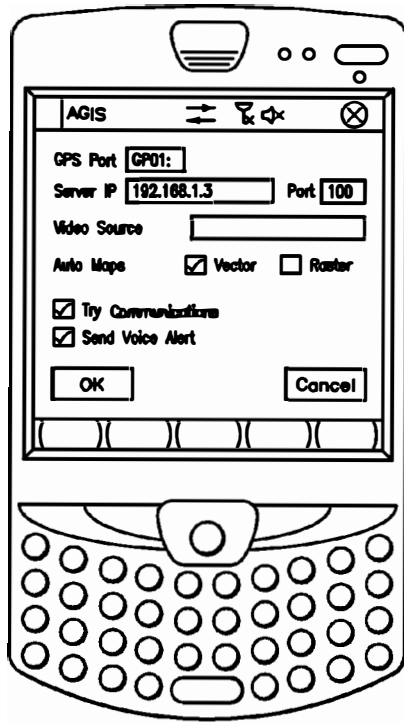 AGIS
GPS Port GP01:
Server IP 192.168.1.3 Port 100
Video Source
Auto Maps Vector Raster
Try Communications
Send Voice Alert
OK Cancel